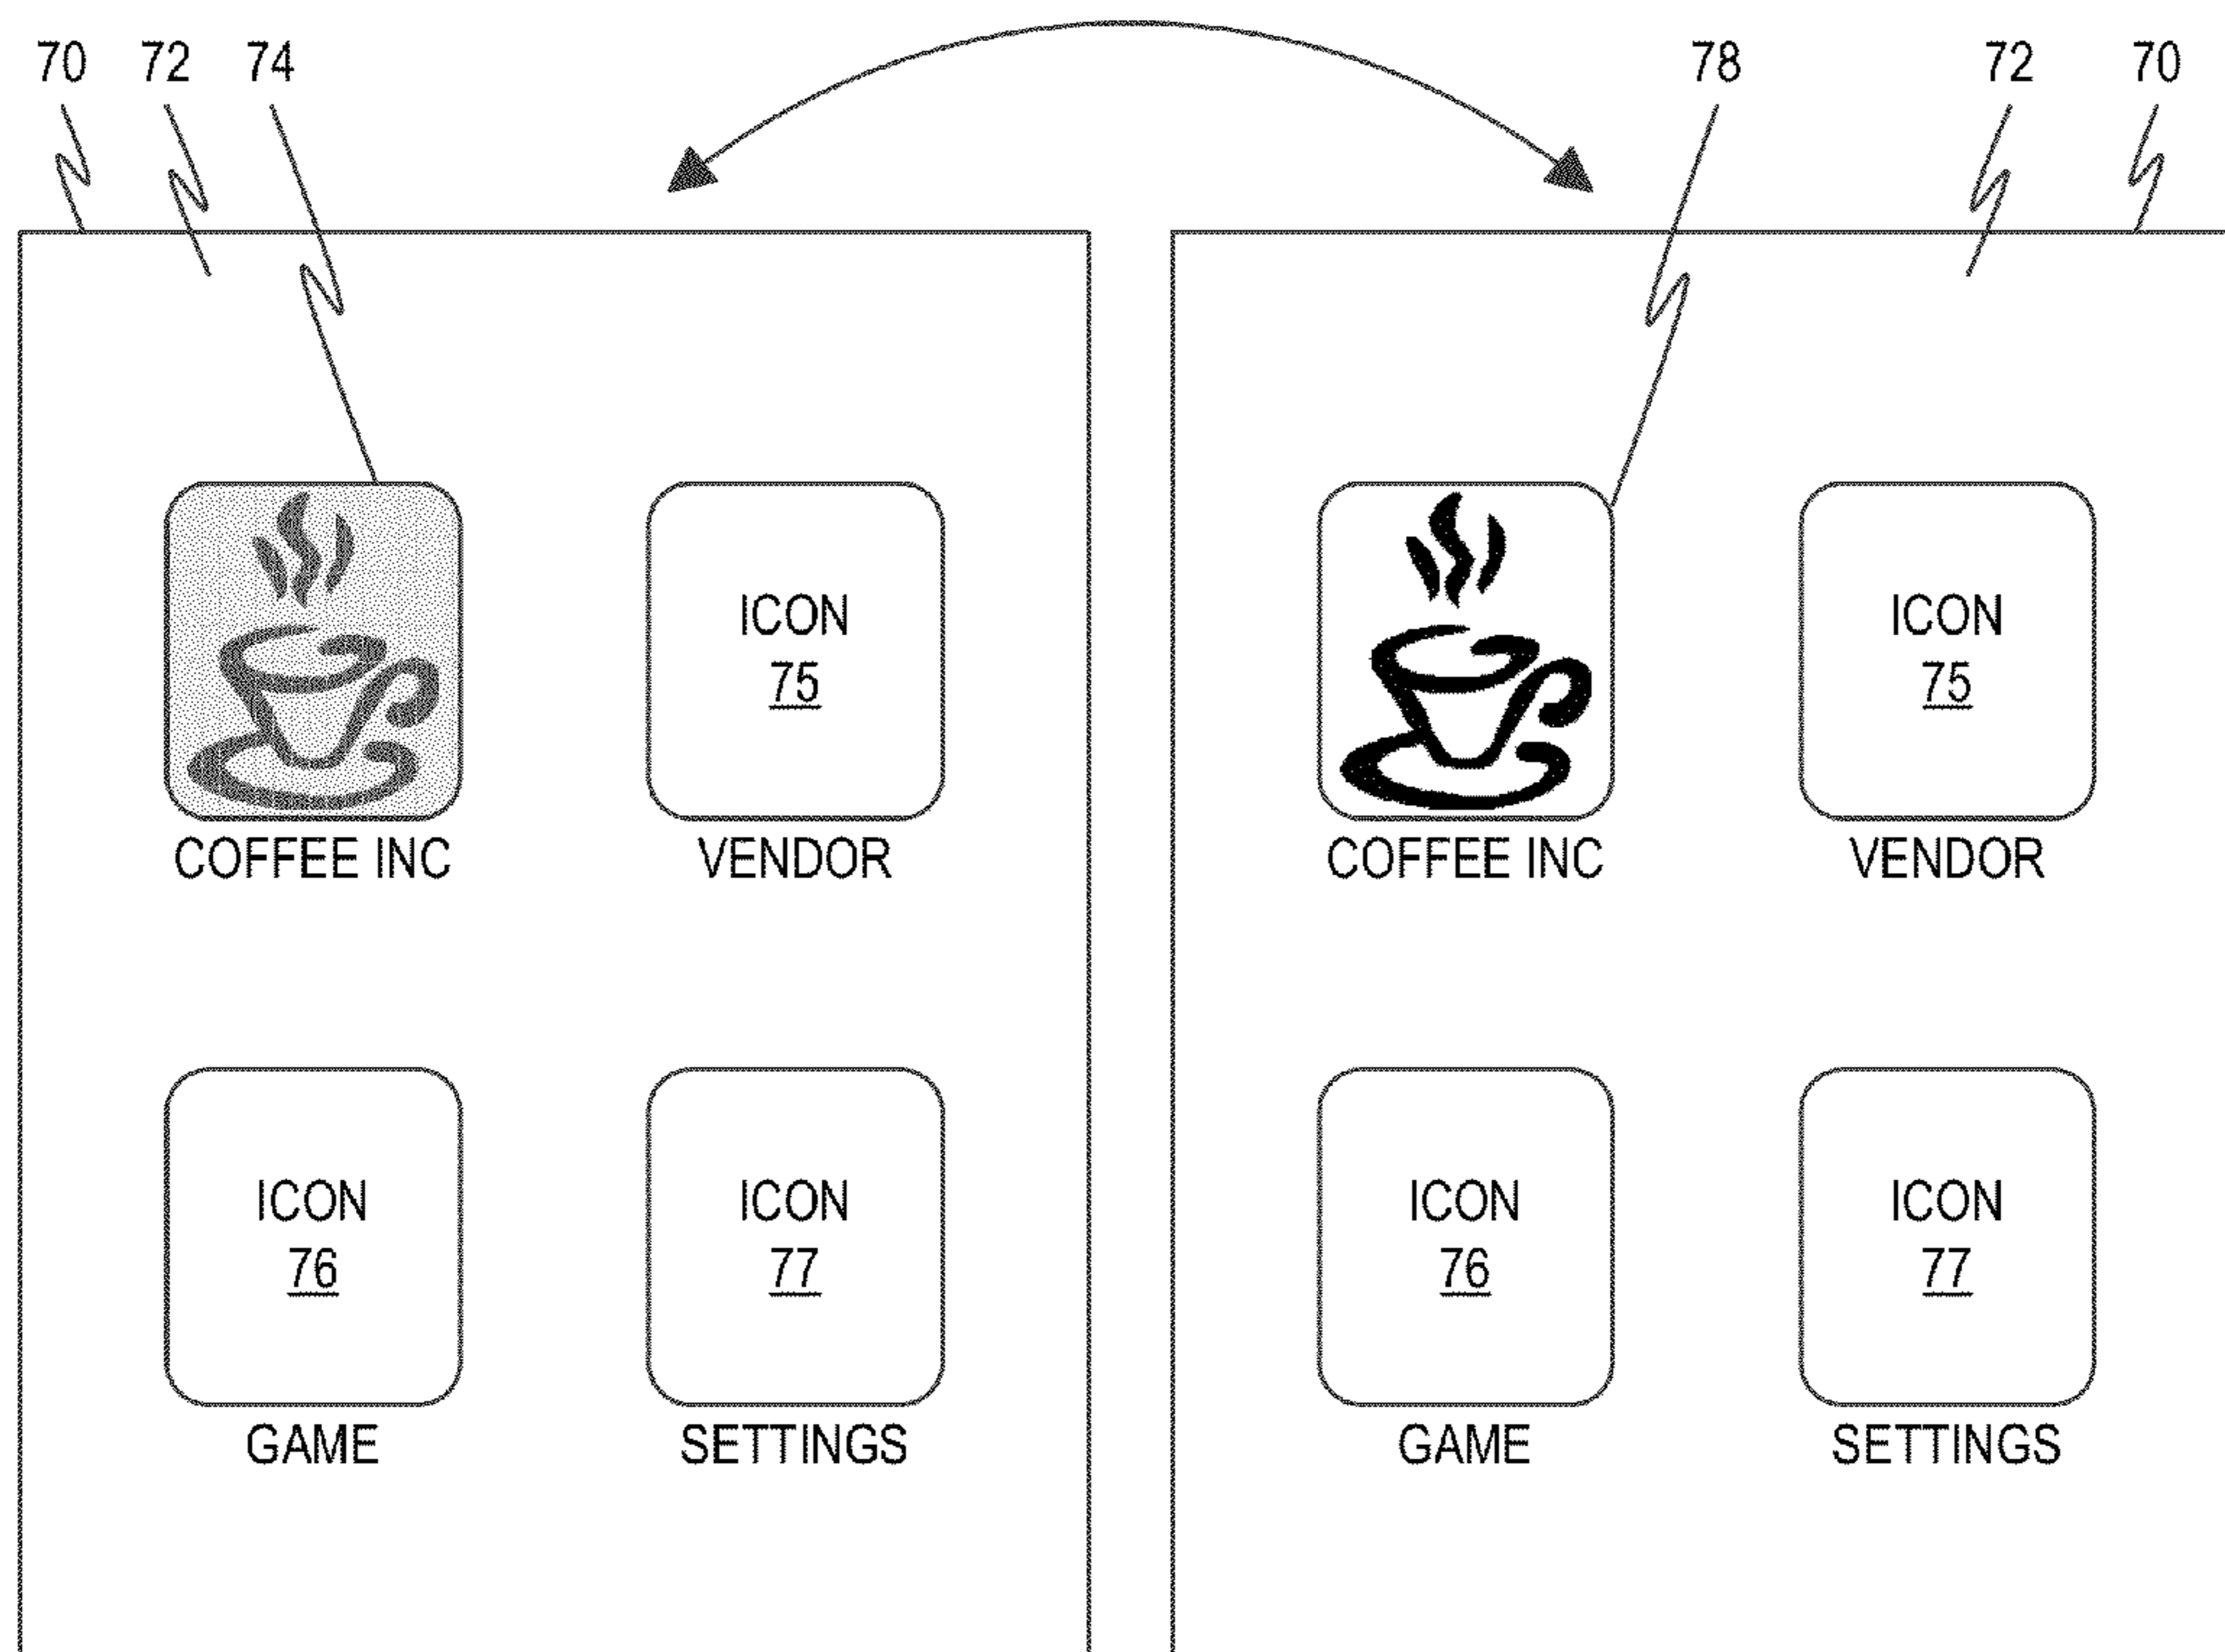 70 72 74 78 72 70
ICON ICON
75 75
COFFEE INC VENDOR COFFEE INC VENDOR
ICON ICON ICON ICON
76 77 76 77
GAME SETTINGS GAME SETTINGS